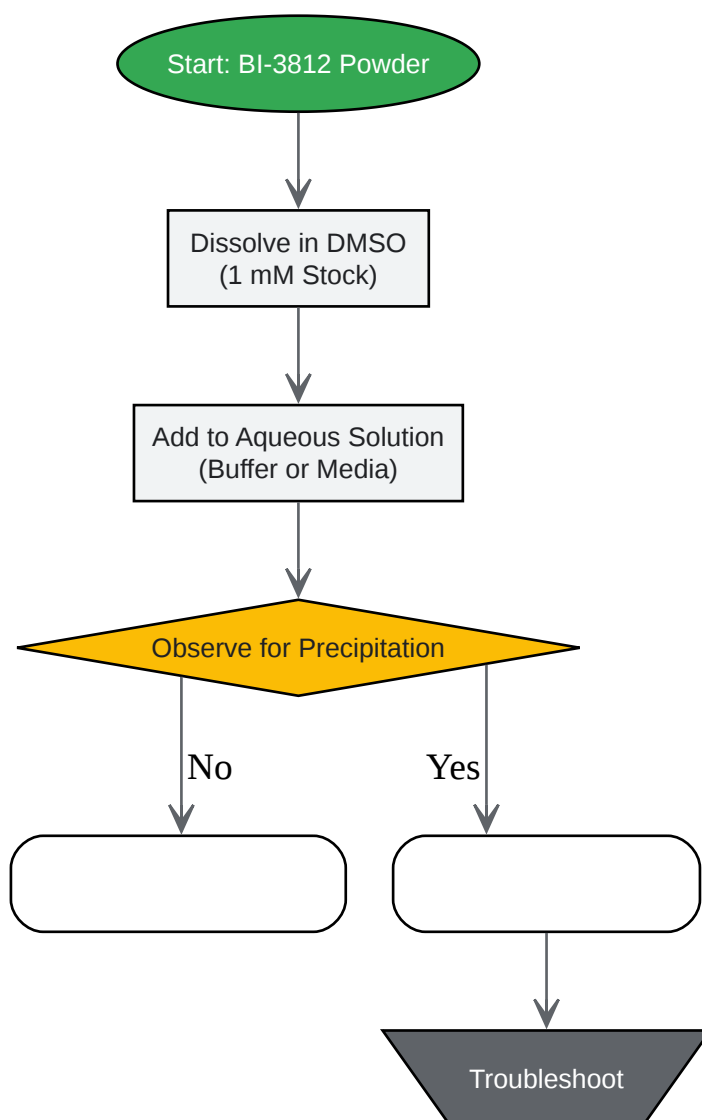 Start: BI-3812 Powder
Dissolve in DMSO
(1 mM Stock)
Add to Aqueous Solution
(Buffer or Media)
Observe for Precipitation
No
Yes
Troubleshoot